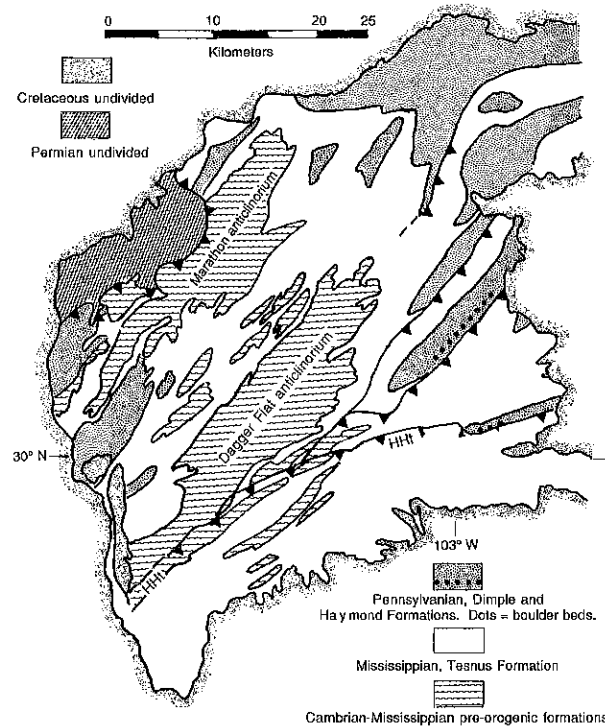 0 10 20 25
Kilometers
Cretaceous undivided
Permian undivided
Marathon anticlinorium
Dagger Flat anticlinorium
30° N
HHt
103° W
HHt
Pennsylvanian, Dimple and
Haymond Formations. Dots = boulder beds.
Mississippian, Tesnus Formation
Cambrian-Mississippian pre-orogenic formations